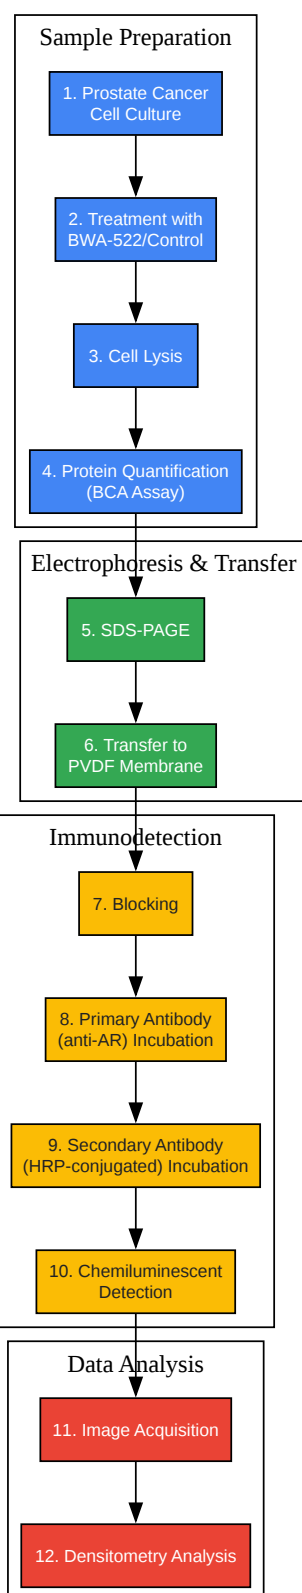 Sample Preparation
1. Prostate Cancer
Cell Culture
2. Treatment with
BWA-522/Control
3. Cell Lysis
4. Protein Quantification
(BCA Assay)
Electrophoresis & Transfer
5. SDS-PAGE
6. Transfer to
PVDF Membrane
Immunodetection
7. Blocking
8. Primary Antibody
(anti-AR) Incubation
9. Secondary Antibody
(HRP-conjugated) Incubation
10. Chemiluminescent
Detection
Data Analysis
11. Image Acquisition
12. Densitometry Analysis